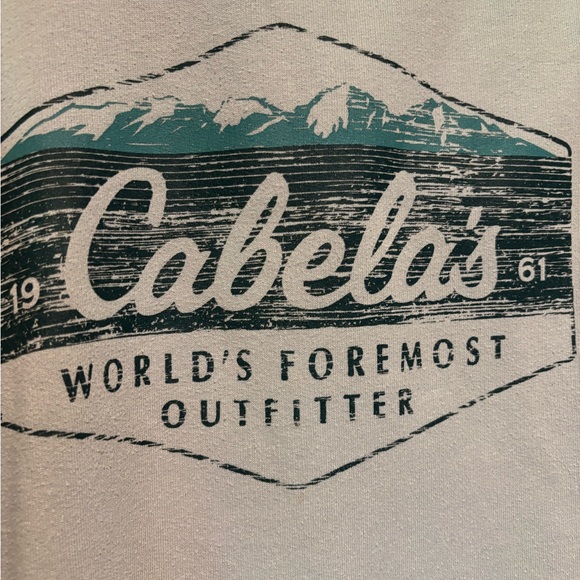 Cabela's
19 61
WORLD'S FOREMOST
OUTFITTER